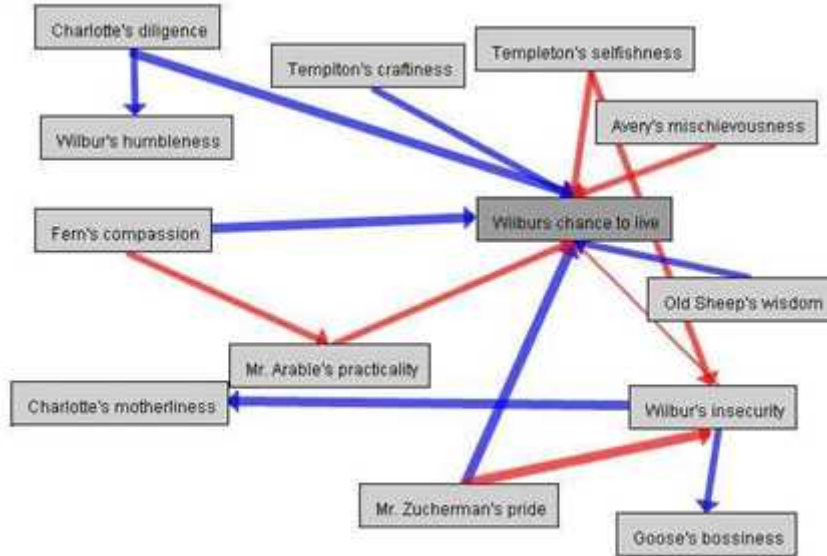 Charlotte's diligence
Templton's craftiness
Templeton's selfishness
Avery's mischievousness
Wilbur's humbleness
Fern's compassion
Wilburs chance to live
Old Sheep's wisdom
Mr. Arable's practicality
Charlotte's motherliness
Wilbur's insecurity
Mr. Zucherman's pride
Goose's bossiness